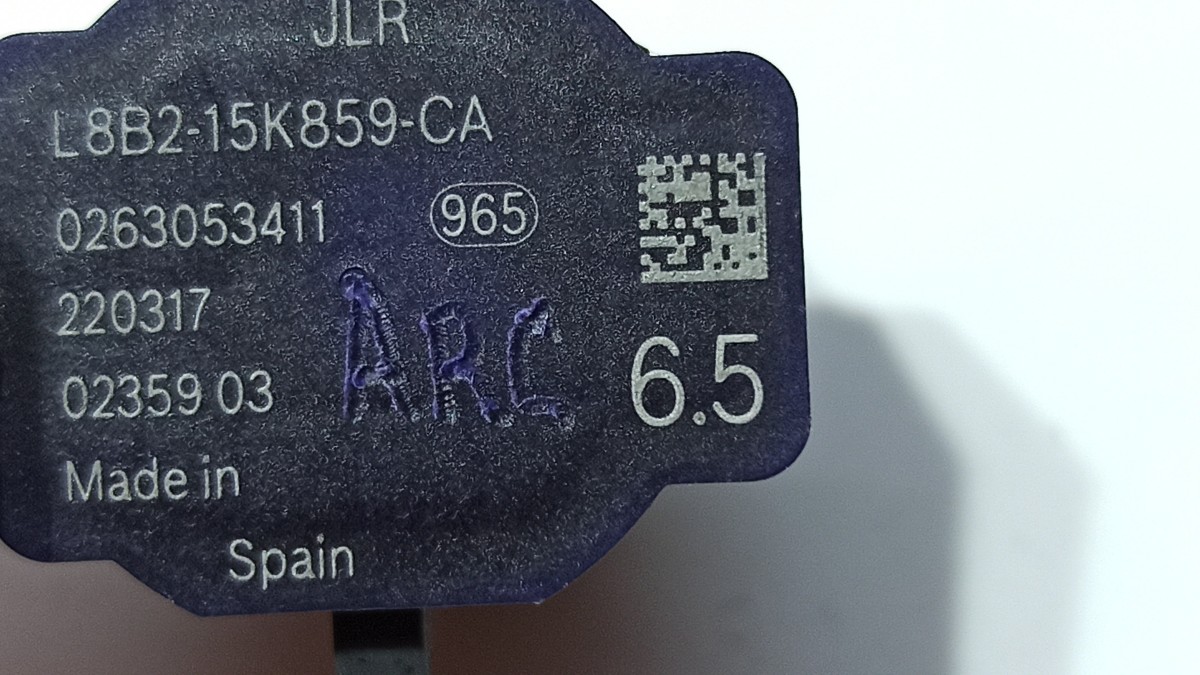 JLR
L8B2-15K859-CA
0263053411 965
220317 ARC
02359 03 6.5
Made in
Spain